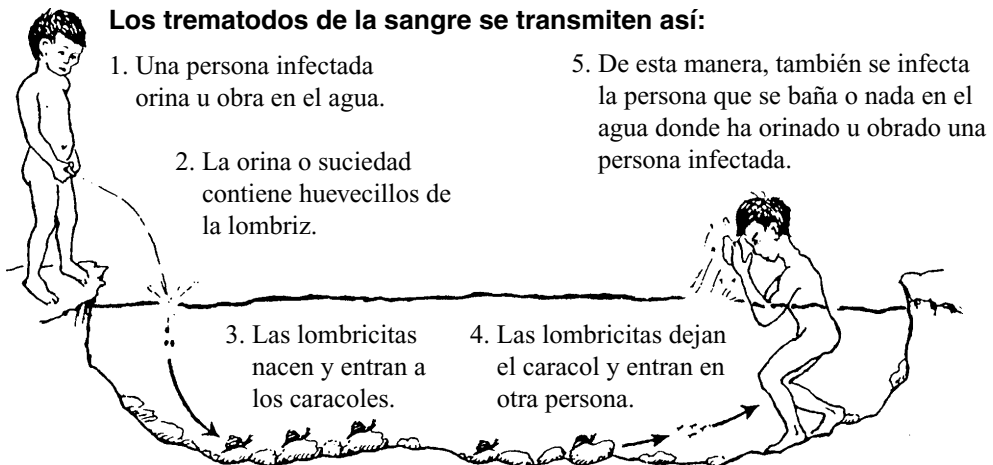 Los trematodos de la sangre se transmiten así:
1. Una persona infectada
orina u obra en el agua.
2. La orina o suciedad
contiene huevecillos de
la lombriz.
3. Las lombricitas
nacen y entran a
los caracoles.
4. Las lombricitas dejan
el caracol y entran en
otra persona.
5. De esta manera, también se infecta
la persona que se baña o nada en el
agua donde ha orinado u obrado una
persona infectada.